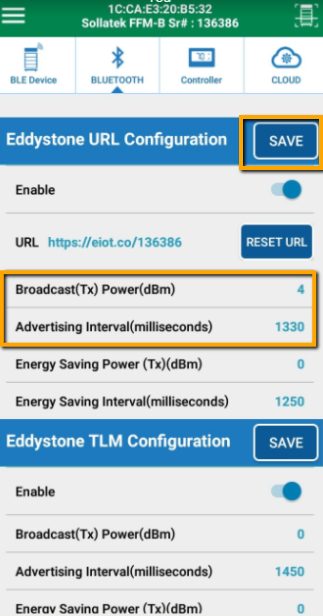 1C:CA:E3:20:B5:32
Sollatek FFM-B Sr# : 136386
BLE Device
BLUETOOTH
Controller
CLOUD
Eddystone URL Configuration SAVE
Enable
URL https://eiot.co/136386 RESET URL
Broadcast(Tx) Power(dBm) 4
Advertising Interval(milliseconds) 1330
Energy Saving Power (Tx)(dBm) 0
Energy Saving Interval(milliseconds) 1250
Eddystone TLM Configuration SAVE
Enable
Broadcast(Tx) Power(dBm) 0
Advertising Interval(milliseconds) 1450
Energy Saving Power (Tx)(dBm) 0